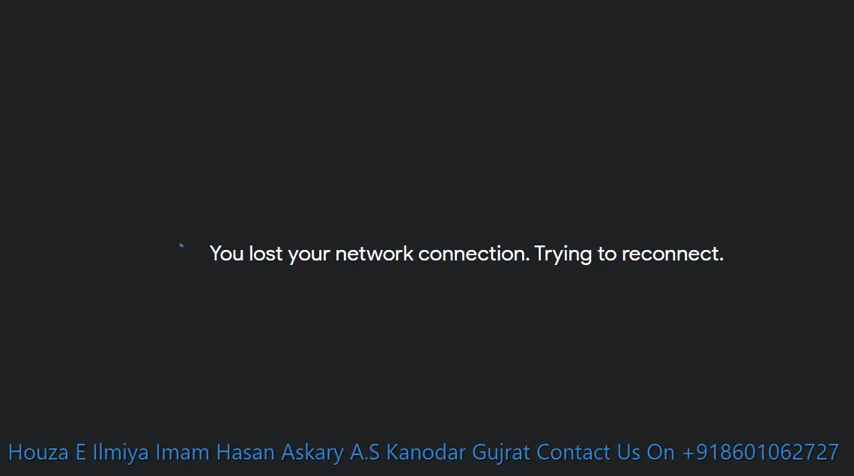 You lost your network connection. Trying to reconnect.
Houza E Ilmiya Imam Hasan Askary A.S Kanodar Gujrat Contact Us On +918601062727